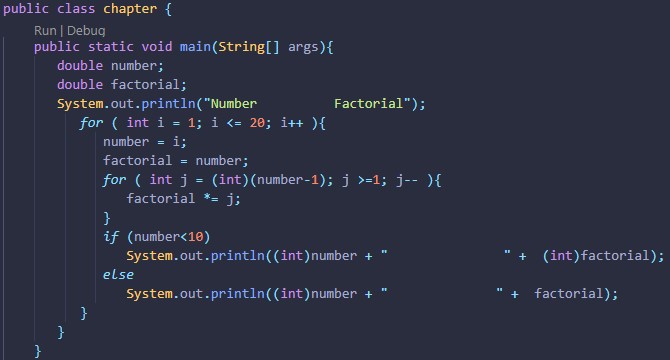 public class chapter {
Run | Debug
public static void main(String[] args){
double number;
double factorial;
System.out.println("Number          Factorial");
for ( int i = 1; i <= 20; i++ ){
number = i;
factorial = number;
for ( int j = (int)(number-1); j >=1; j-- ){
factorial *= j;
}
if (number<10)
System.out.println((int)number + "               " +  (int)factorial);
else
System.out.println((int)number + "              " +  factorial);
}
}
}